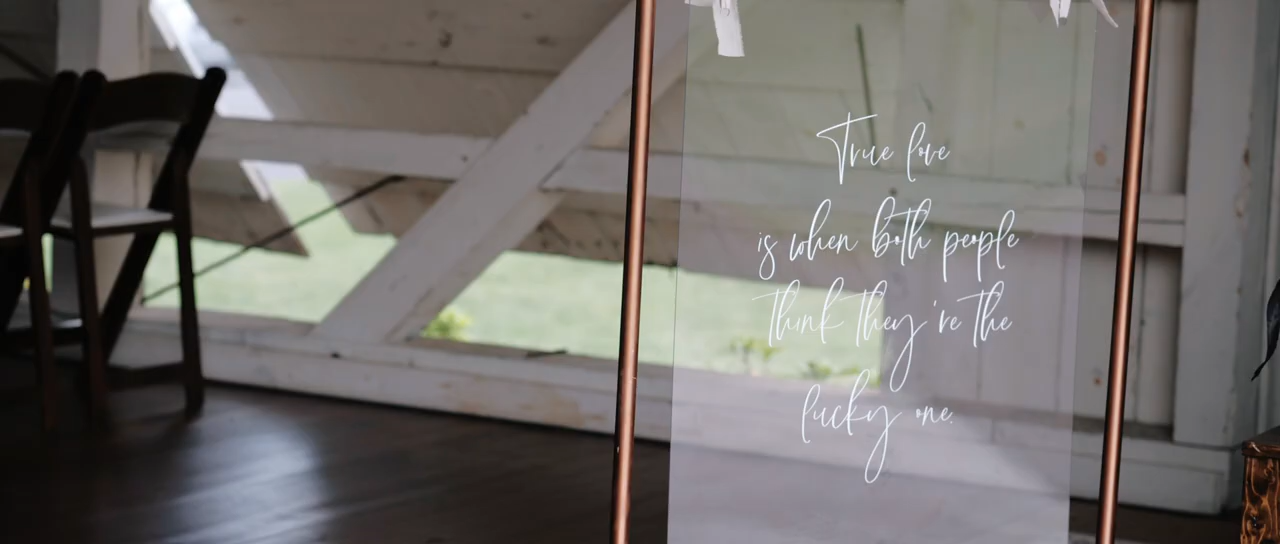 True love
is when both people
think they're the
lucky one.